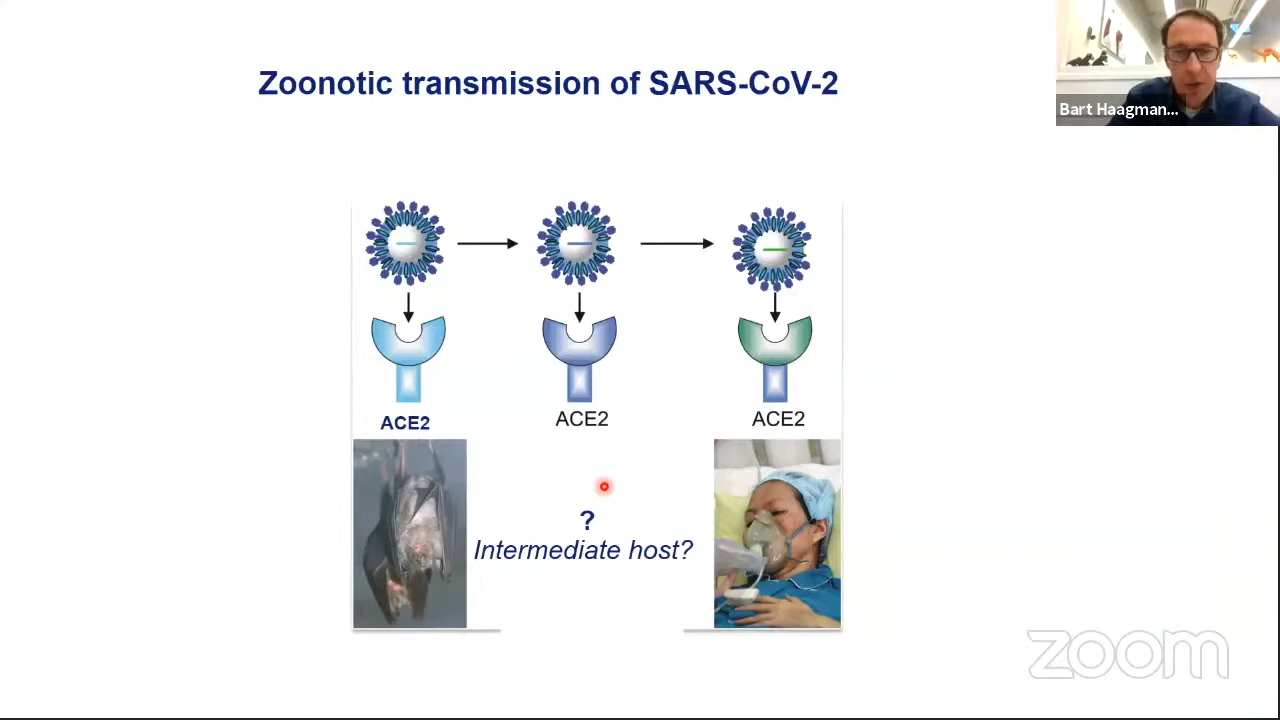 Zoonotic transmission of SARS-CoV-2
Bart Haagman...
ACE2
ACE2
ACE2
?
Intermediate host?
zoom